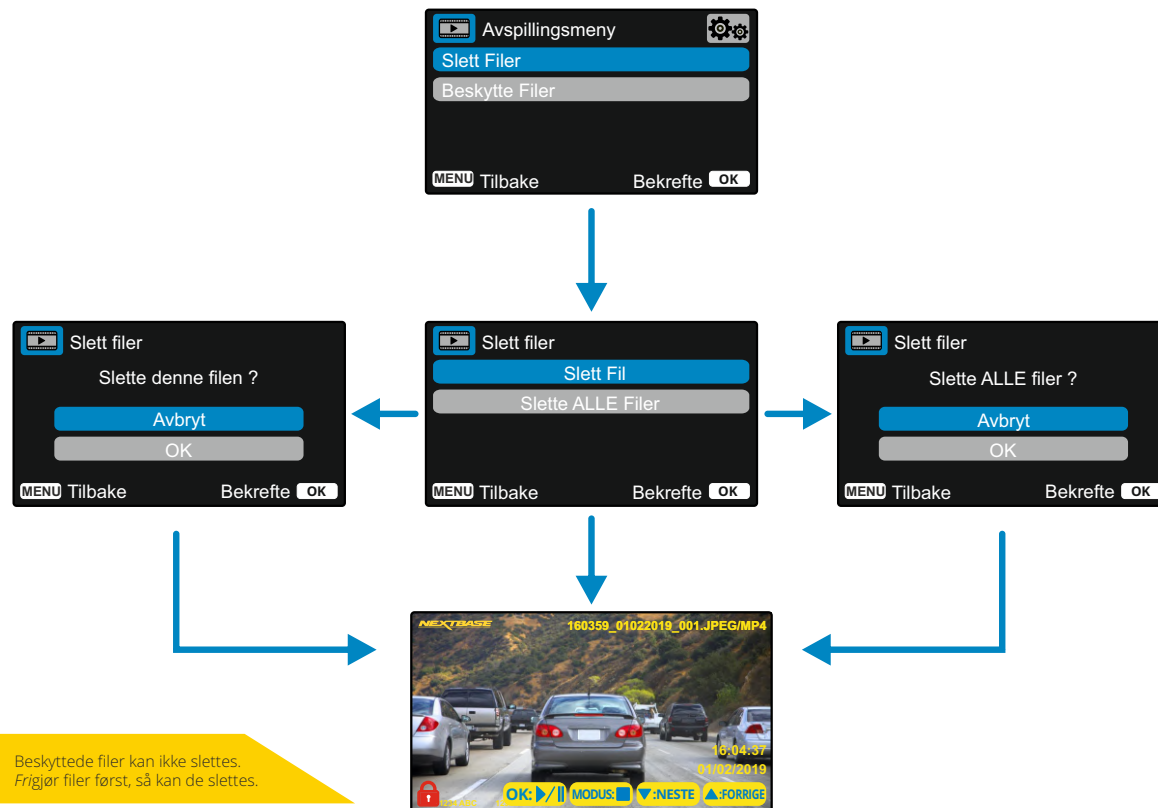 Avspillingsmeny
Slett Filer
Beskytte Filer
MENU Tilbake Bekrefte OK
Slett filer
Slette denne filen ?
Avbryt
OK
MENU Tilbake Bekrefte OK
Slett filer
Slett Fil
Slette ALLE Filer
MENU Tilbake Bekrefte OK
Slett filer
Slette ALLE filer ?
Avbryt
OK
MENU Tilbake Bekrefte OK
NEXTBASE 160359_01022019_001.JPEG/MP4
16:04:37
01/02/2019
OK: MODUS: ▼:NESTE ▲:FORRIGE
Beskyttede filer kan ikke slettes.
Frigjør filer først, så kan de slettes.